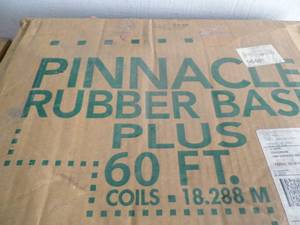 PINNACLE
RUBBER BAS
PLUS
60 FT.
COILS - 18.288 M